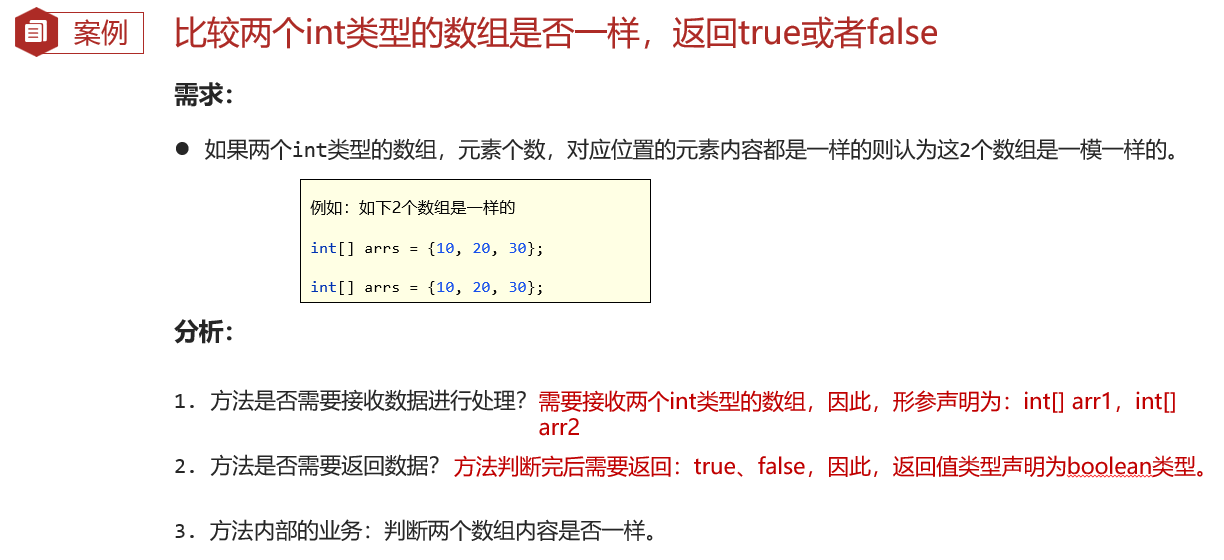 案例
比较两个int类型的数组是否一样，返回true或者false
需求：
● 如果两个int类型的数组，元素个数，对应位置的元素内容都是一样的则认为这2个数组是一模一样的。
例如：如下2个数组是一样的
int[] arrs = {10, 20, 30};
int[] arrs = {10, 20, 30};
分析：
1. 方法是否需要接收数据进行处理？ 需要接收两个int类型的数组，因此，形参声明为：int[] arr1，int[]
arr2
2. 方法是否需要返回数据？ 方法判断完后需要返回：true、false，因此，返回值类型声明为boolean类型。
3. 方法内部的业务：判断两个数组内容是否一样。